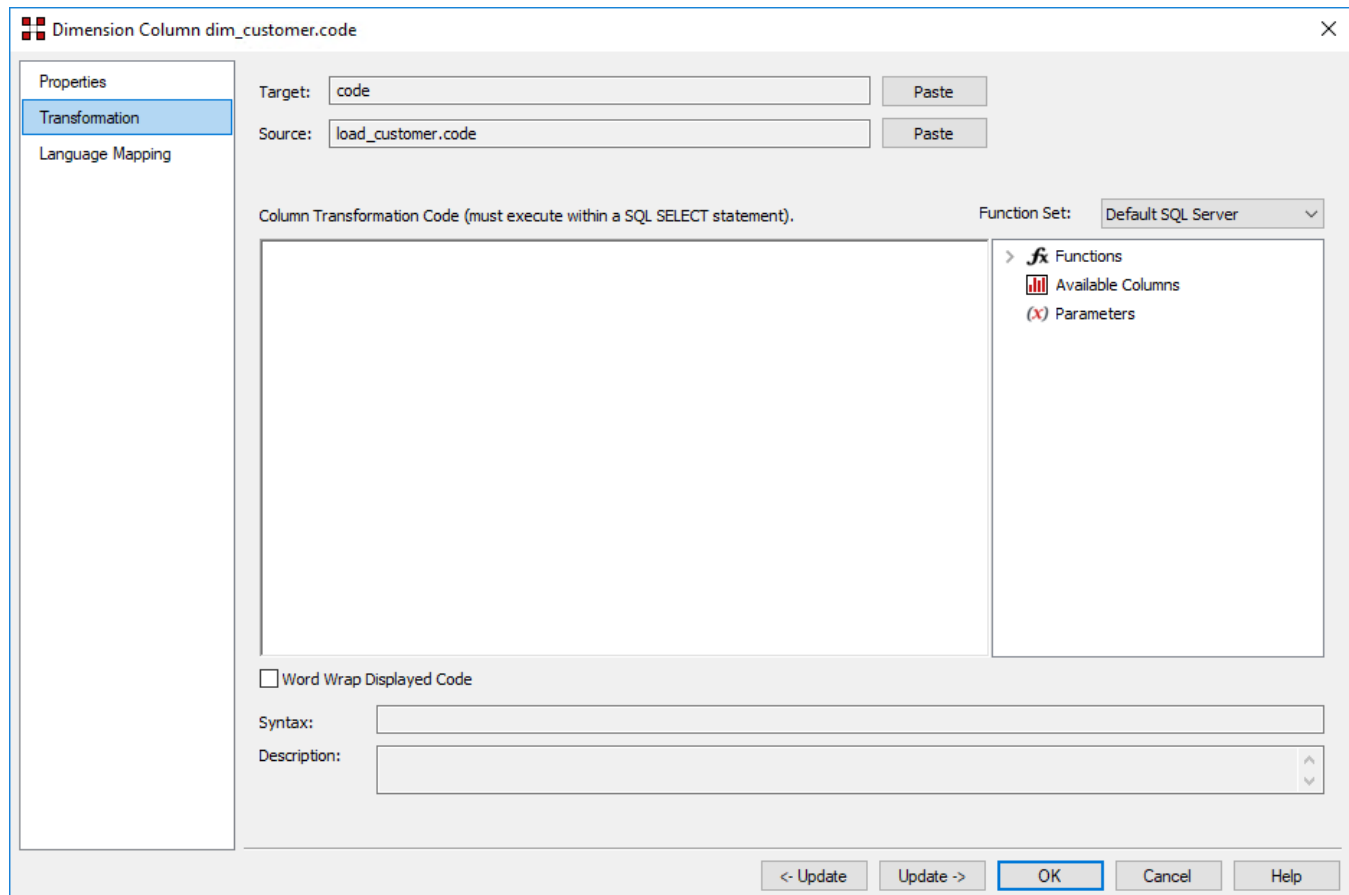 Dimension Column dim_customer.code
Properties
Transformation
Language Mapping
Target: code Paste
Source: load_customer.code Paste
Column Transformation Code (must execute within a SQL SELECT statement). Function Set: Default SQL Server
fx Functions
Available Columns
(x) Parameters
Word Wrap Displayed Code
Syntax:
Description:
<- Update Update -> OK Cancel Help